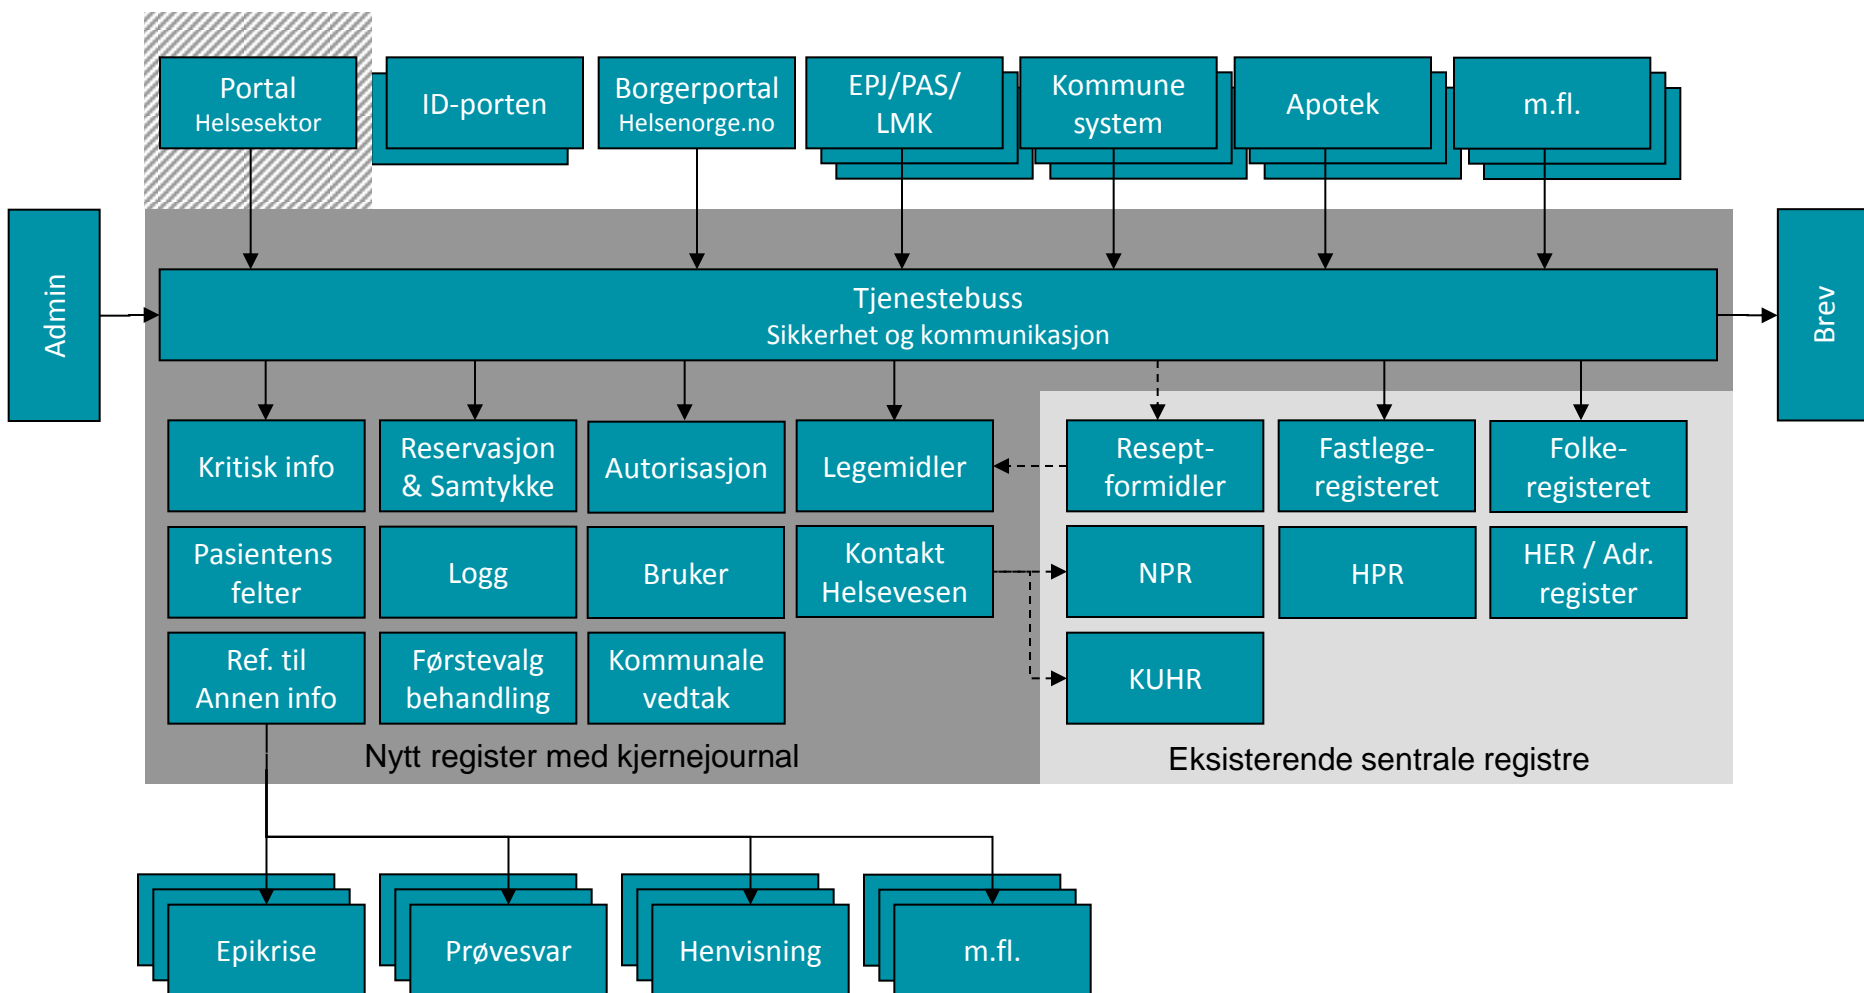 Portal
Helsesektor
ID-porten
Borgerportal
Helsenorge.no
EPJ/PAS/
LMK
Kommune
system
Apotek
m.fl.
Admin
Tjenestebuss
Sikkerhet og kommunikasjon
Brev
Kritisk info
Reservasjon
& Samtykke
Autorisasjon
Legemidler
Resept-
formidler
Fastlege-
registeret
Folke-
registeret
Pasientens
felter
Logg
Bruker
Kontakt
Helsevesen
NPR
HPR
HER / Adr.
register
Ref. til
Annen info
Førstevalg
behandling
Kommunale
vedtak
KUHR
Nytt register med kjernejournal
Eksisterende sentrale registre
Epikrise
Prøvesvar
Henvisning
m.fl.